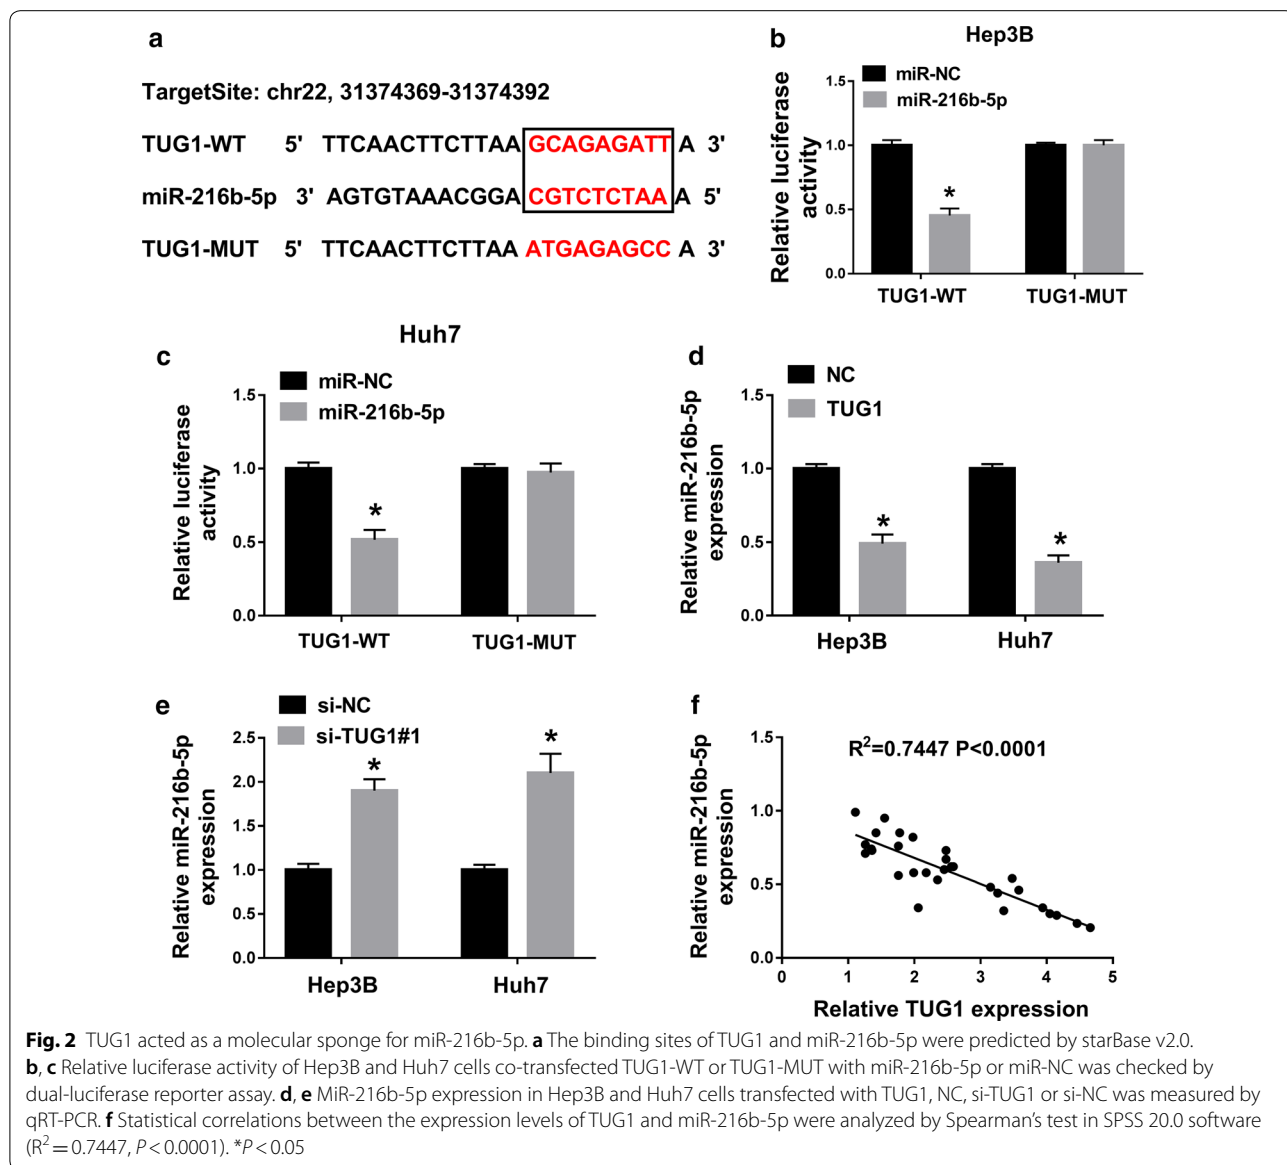 a
TargetSite: chr22, 31374369-31374392
TUG1-WT 5' TTCAACTTCTTAA GCAGAGATT A 3'
miR-216b-5p 3' AGTGTAAACGGA CGTCTCTAA A 5'
TUG1-MUT 5' TTCAACTTCTTAA ATGAGAGCC A 3'
b
Hep3B
miR-NC
miR-216b-5p
Relative luciferase
activity
1.5
1.0
0.5
0.0
*
TUG1-WT TUG1-MUT
c
Huh7
miR-NC
miR-216b-5p
Relative luciferase
activity
1.5
1.0
0.5
0.0
*
TUG1-WT TUG1-MUT
d
NC
TUG1
Relative miR-216b-5p
expression
1.5
1.0
0.5
0.0
* *
Hep3B Huh7
e
si-NC
si-TUG1#1
Relative miR-216b-5p
expression
2.5
2.0
1.5
1.0
0.5
0.0
* *
Hep3B Huh7
f
R²=0.7447 P<0.0001
Relative miR-216b-5p
expression
1.5
1.0
0.5
0.0
0 1 2 3 4 5
Relative TUG1 expression
Fig. 2 TUG1 acted as a molecular sponge for miR-216b-5p. a The binding sites of TUG1 and miR-216b-5p were predicted by starBase v2.0.
b, c Relative luciferase activity of Hep3B and Huh7 cells co-transfected TUG1-WT or TUG1-MUT with miR-216b-5p or miR-NC was checked by
dual-luciferase reporter assay. d, e MiR-216b-5p expression in Hep3B and Huh7 cells transfected with TUG1, NC, si-TUG1 or si-NC was measured by
qRT-PCR. f Statistical correlations between the expression levels of TUG1 and miR-216b-5p were analyzed by Spearman's test in SPSS 20.0 software
(R² = 0.7447, P < 0.0001). *P < 0.05